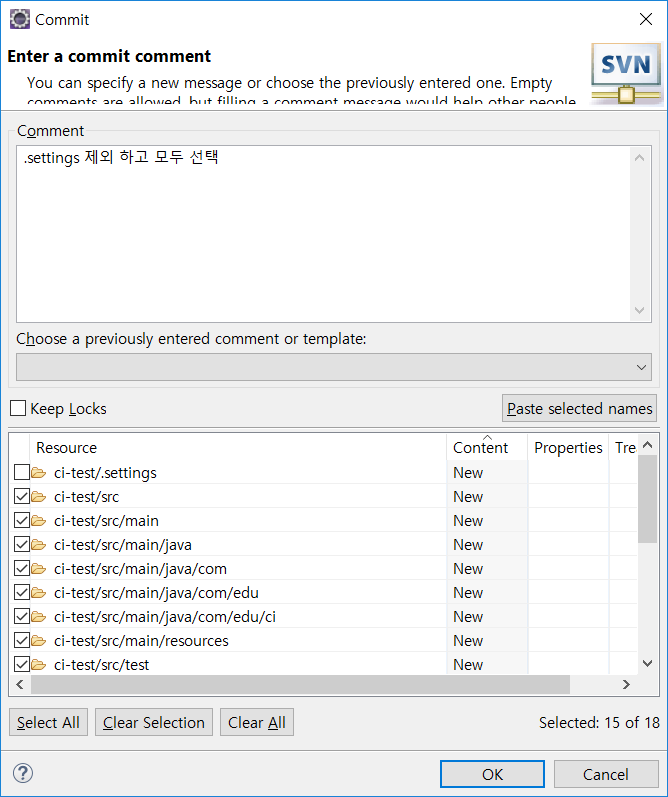 Commit
Enter a commit comment
You can specify a new message or choose the previously entered one. Empty
comments are allowed, but filling a comment message would help other people
SVN
Comment
.settings 제외 하고 모두 선택
Choose a previously entered comment or template:
Keep Locks
Paste selected names
Resource Content Properties Tre
ci-test/.settings New
ci-test/src New
ci-test/src/main New
ci-test/src/main/java New
ci-test/src/main/java/com New
ci-test/src/main/java/com/edu New
ci-test/src/main/java/com/edu/ci New
ci-test/src/main/resources New
ci-test/src/test New
Select All Clear Selection Clear All Selected: 15 of 18
? OK Cancel